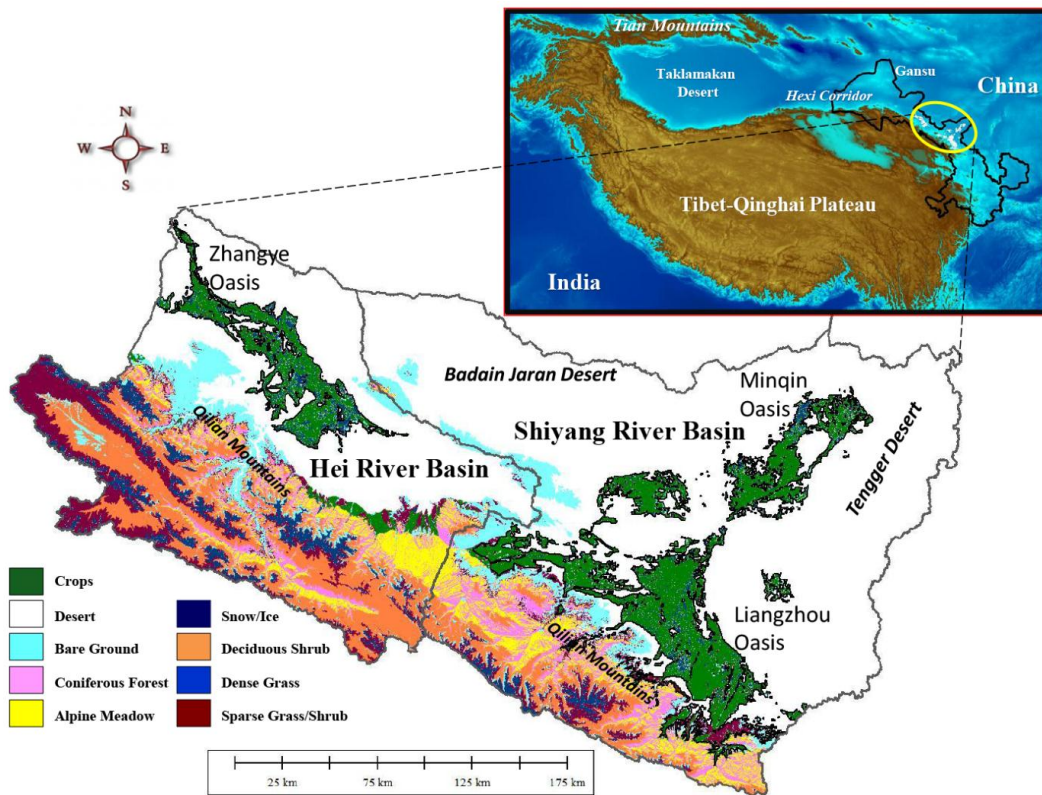 Tian Mountains
Taklamakan
Desert
Gansu
China
Hexi Corridor
Tibet-Qinghai Plateau
India
N
W
E
S
Zhangye
Oasis
Badain Jaran Desert
Minqin
Oasis
Shiyang River Basin
Qilian Mountains
Hei River Basin
Tengger Desert
Liangzhou
Oasis
Qilian Mountains
Crops
Desert
Snow/Ice
Bare Ground
Deciduous Shrub
Coniferous Forest
Dense Grass
Alpine Meadow
Sparse Grass/Shrub
25 km
75 km
125 km
175 km